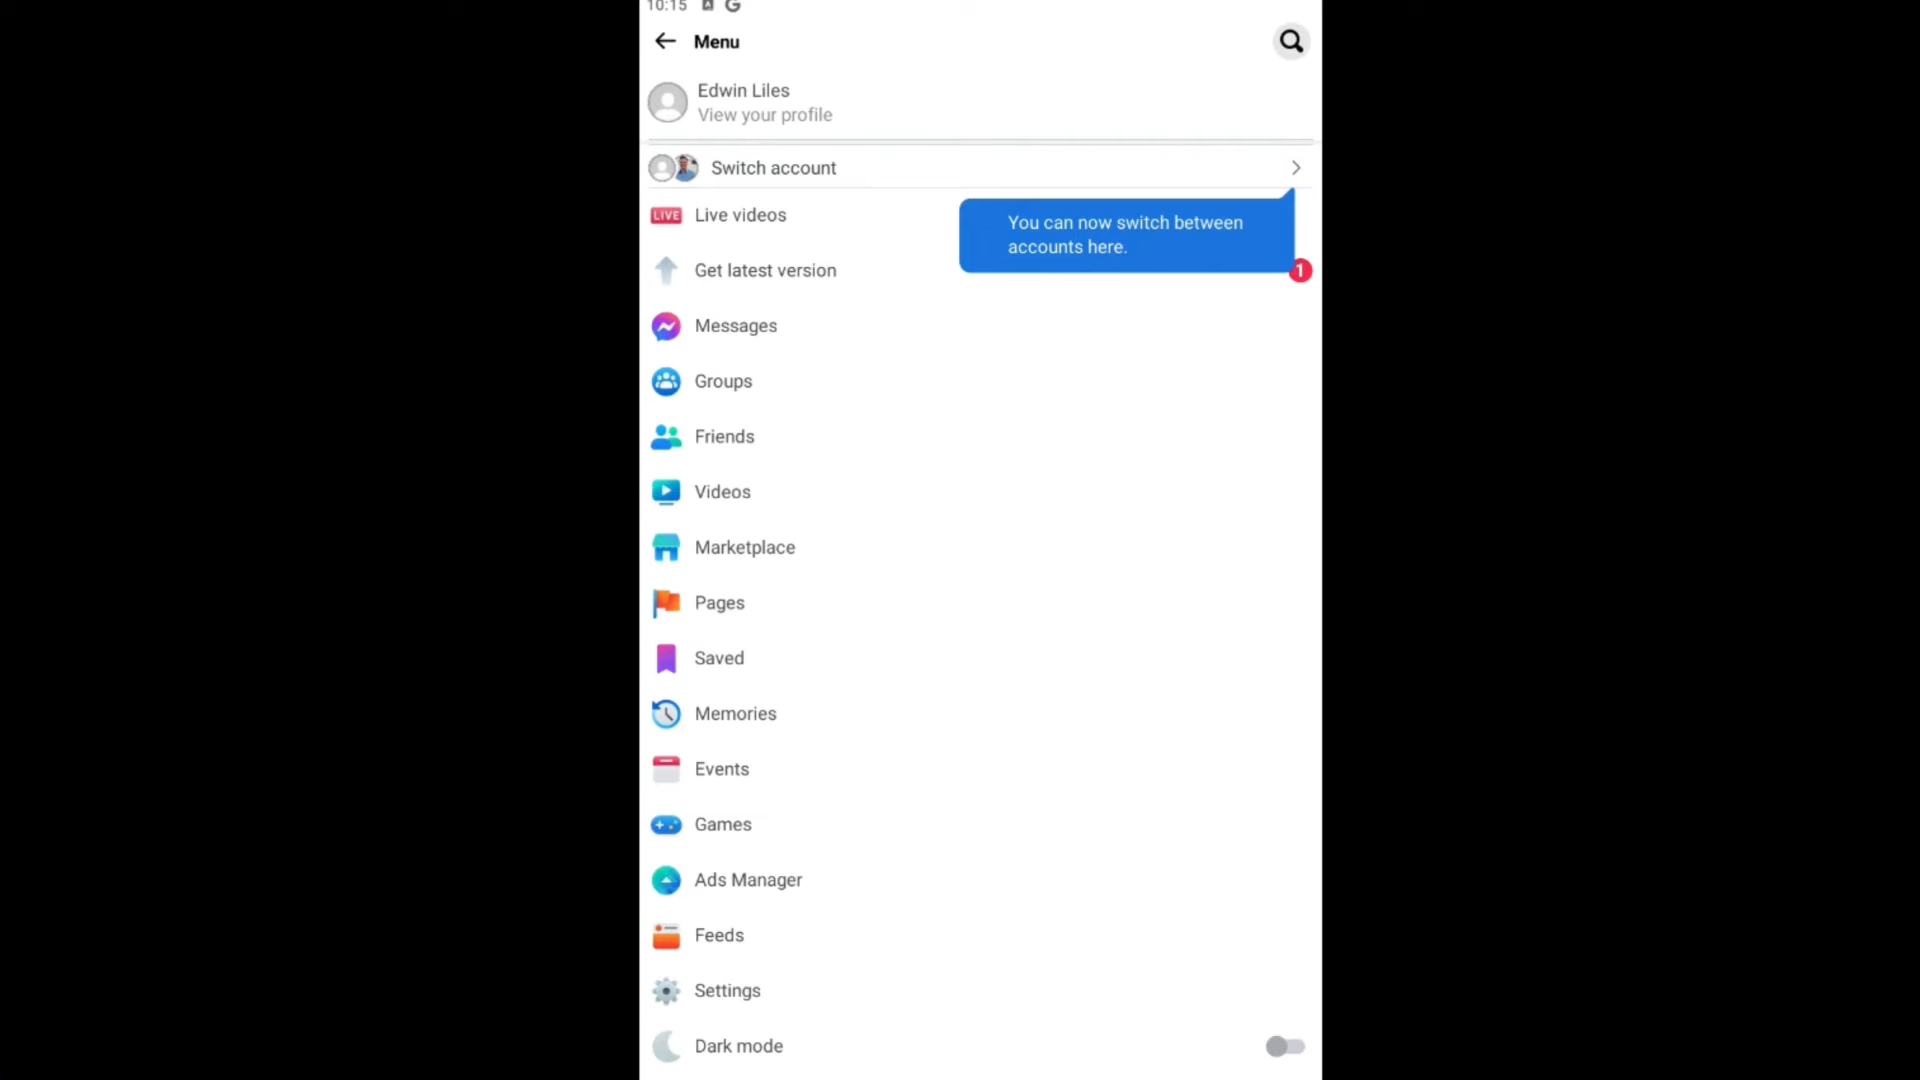 10:15
Menu
Edwin Liles
View your profile
Switch account
LIVE Live videos
You can now switch between
accounts here.
Get latest version
1
Messages
Groups
Friends
Videos
Marketplace
Pages
Saved
Memories
Events
Games
Ads Manager
Feeds
Settings
Dark mode